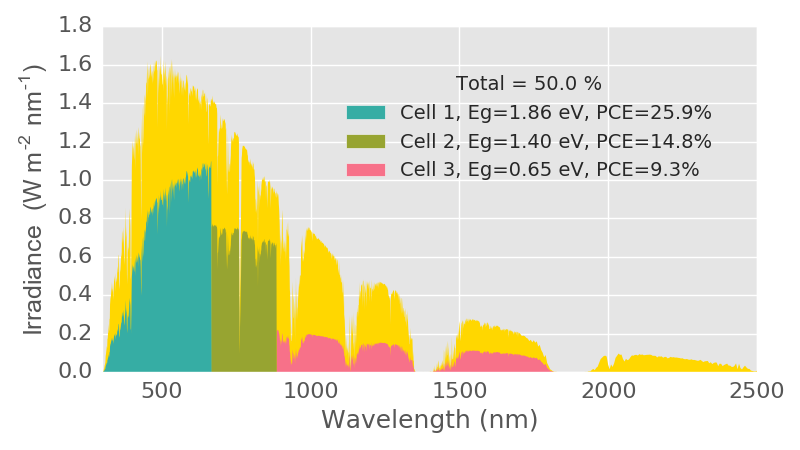 1.8
1.6
1.4
1.2
1.0
0.8
0.6
0.4
0.2
0.0
Irradiance (W m-2 nm-1)
Total = 50.0 %
Cell 1, Eg=1.86 eV, PCE=25.9%
Cell 2, Eg=1.40 eV, PCE=14.8%
Cell 3, Eg=0.65 eV, PCE=9.3%
500 1000 1500 2000 2500
Wavelength (nm)